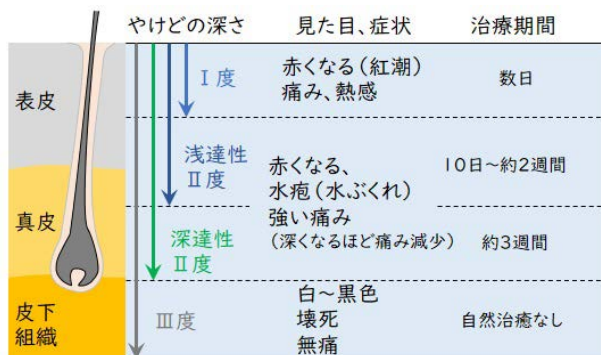 やけどの深さ 見た目、症状 治療期間
表皮
Ⅰ度
赤くなる（紅潮）
痛み、熱感
数日
浅達性
Ⅱ度
赤くなる、
水疱（水ぶくれ）
強い痛み
（深くなるほど痛み減少）
10日～約2週間
真皮
深達性
Ⅱ度
約3週間
皮下
組織
Ⅲ度
白～黒色
壊死
無痛
自然治癒なし